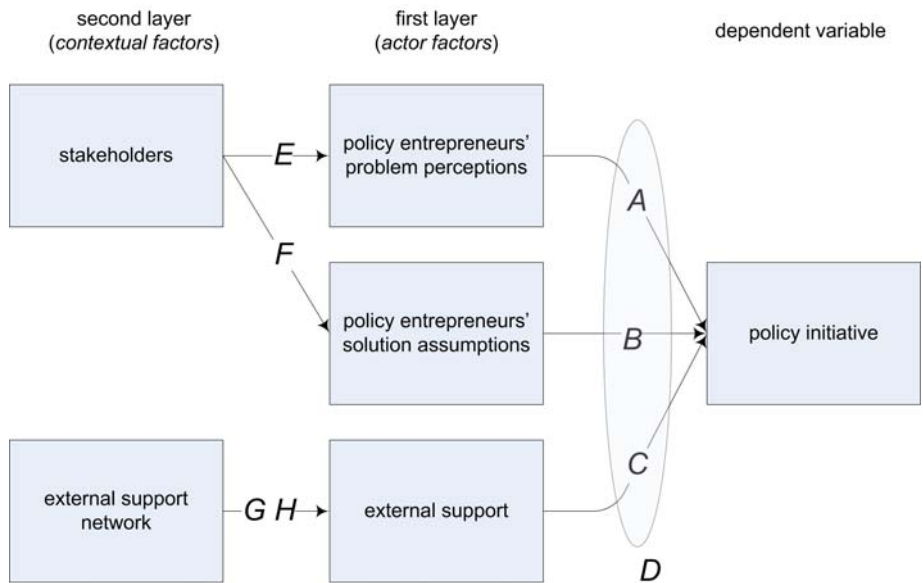 second layer
(contextual factors)
first layer
(actor factors)
dependent variable
stakeholders
E
policy entrepreneurs’
problem perceptions
A
F
policy entrepreneurs’
solution assumptions
B
policy initiative
external support
network
G H
external support
C
D